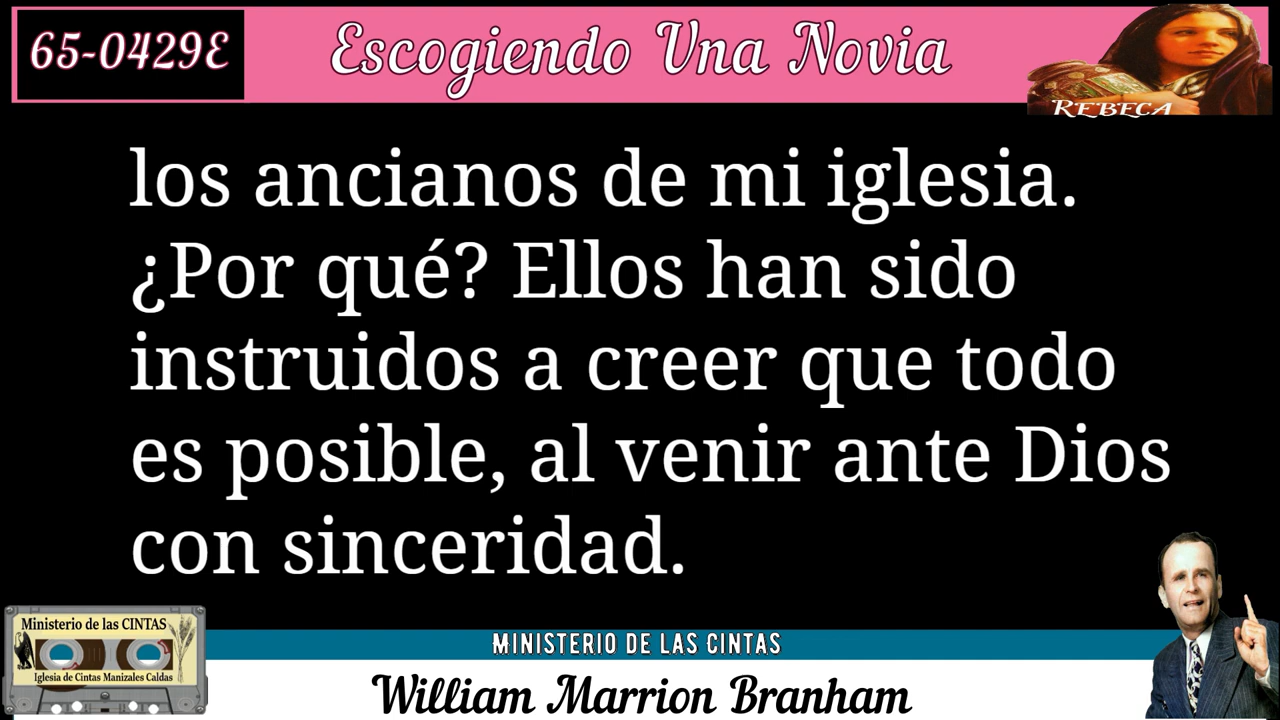 65-0429E
Escogiendo Una Novia
REBECA
los ancianos de mi iglesia.
¿Por qué? Ellos han sido
instruidos a creer que todo
es posible, al venir ante Dios
con sinceridad.
Ministerio de las CINTAS
Iglesia de Cintas Manizales Caldas
MINISTERIO DE LAS CINTAS
William Marrion Branham